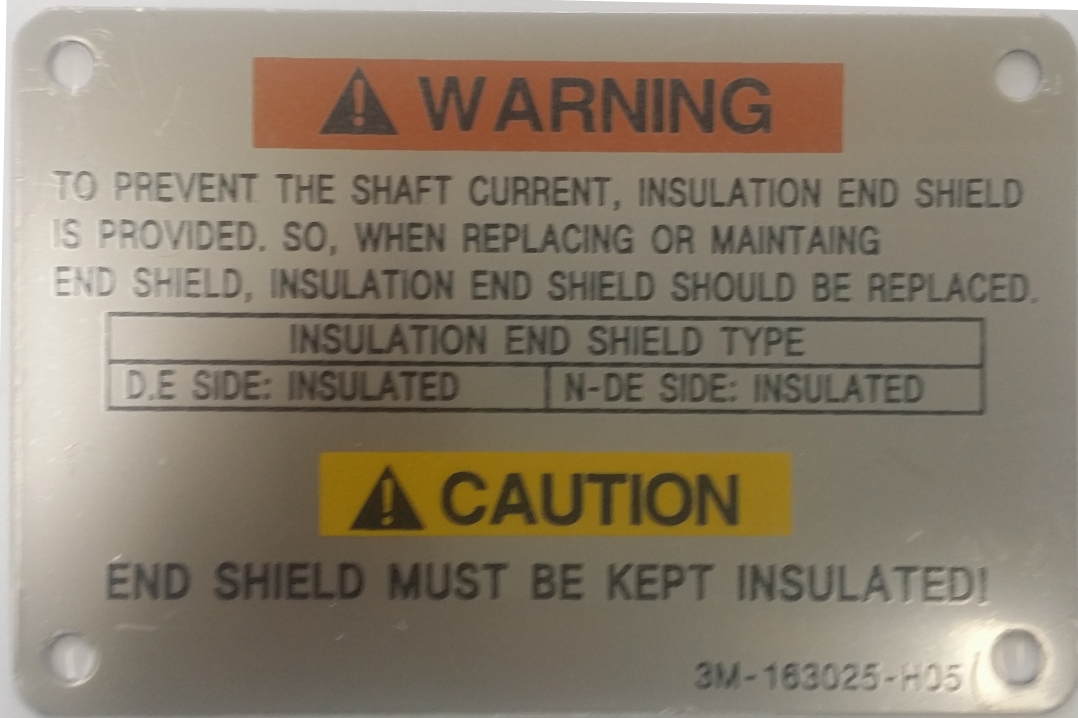 WARNING
TO PREVENT THE SHAFT CURRENT, INSULATION END SHIELD
IS PROVIDED. SO, WHEN REPLACING OR MAINTAING
END SHIELD, INSULATION END SHIELD SHOULD BE REPLACED.
INSULATION END SHIELD TYPE
D.E SIDE: INSULATED N-DE SIDE: INSULATED
CAUTION
END SHIELD MUST BE KEPT INSULATED!
3M-163025-H05